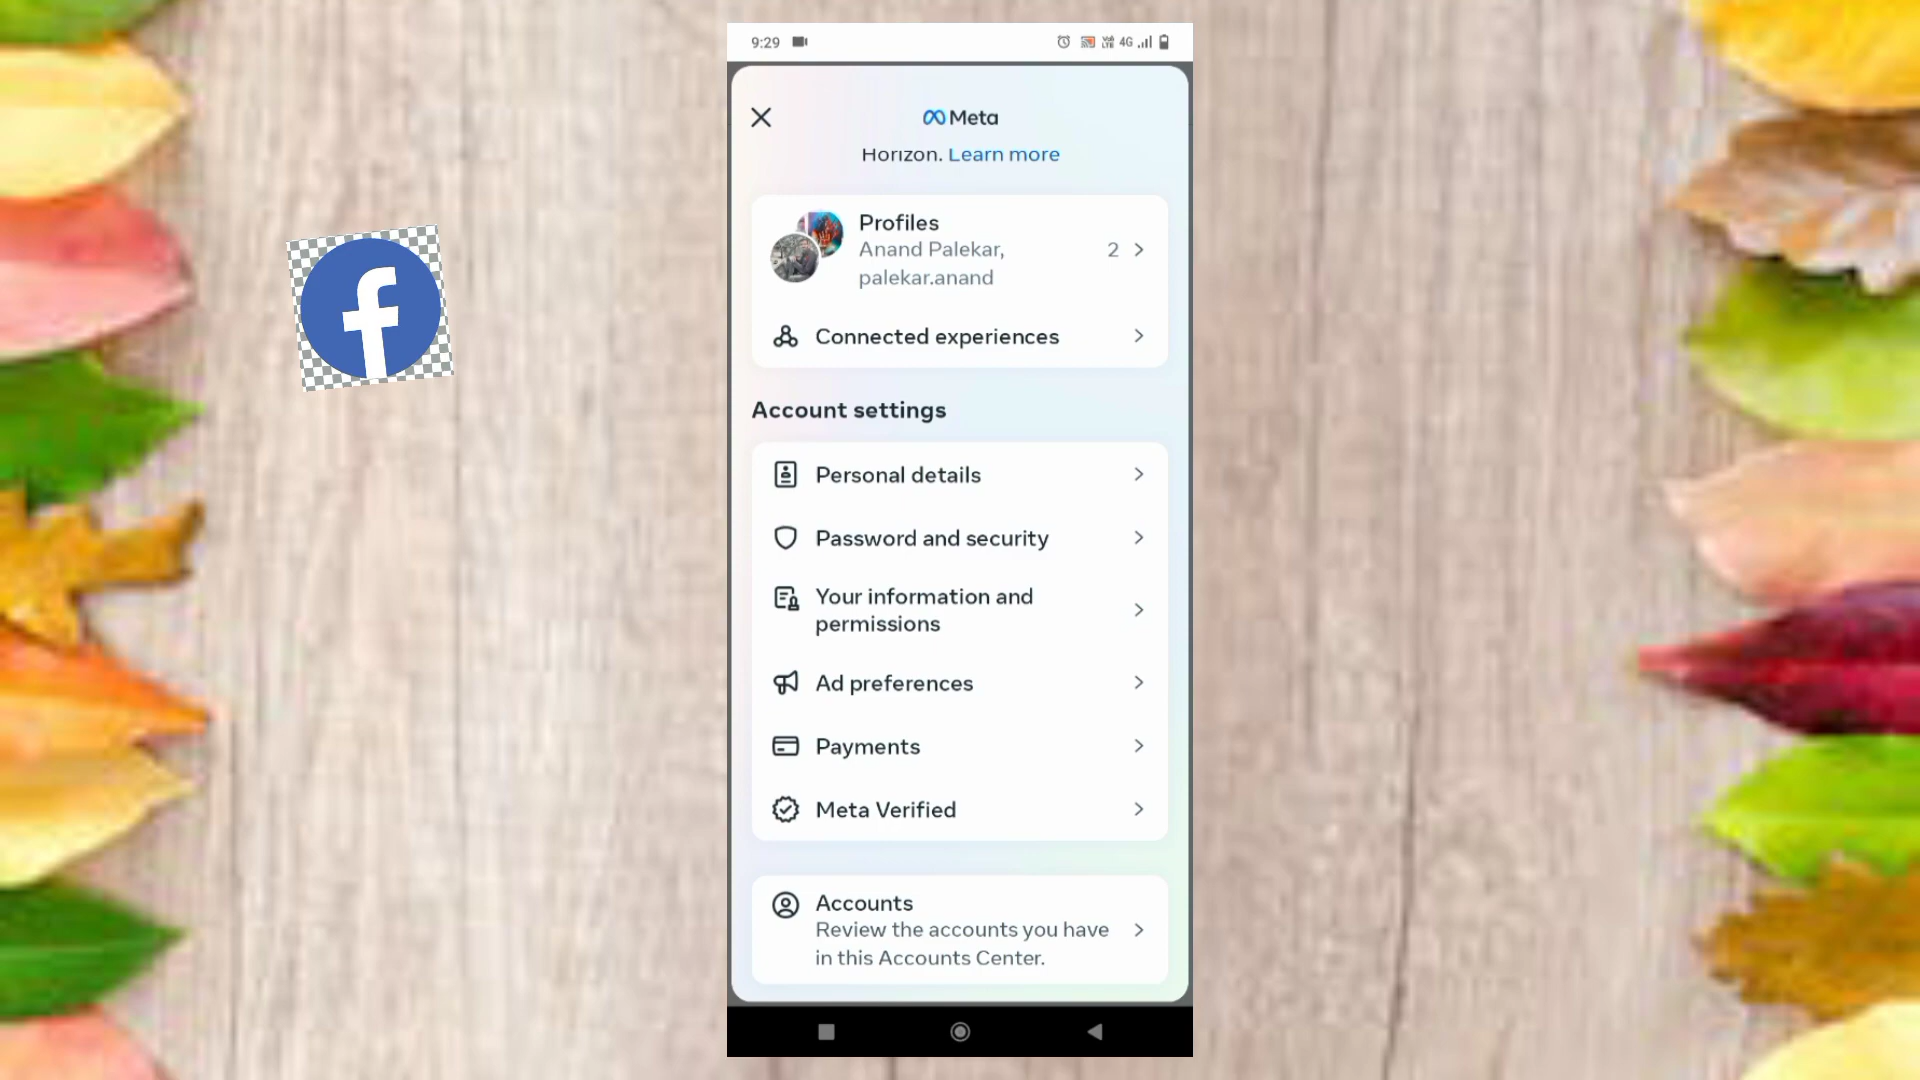 9:29
4G
Meta
Horizon. Learn more
Profiles
Anand Palekar,
palekar.anand
2
Connected experiences
Account settings
Personal details
Password and security
Your information and
permissions
Ad preferences
Payments
Meta Verified
Accounts
Review the accounts you have
in this Accounts Center.